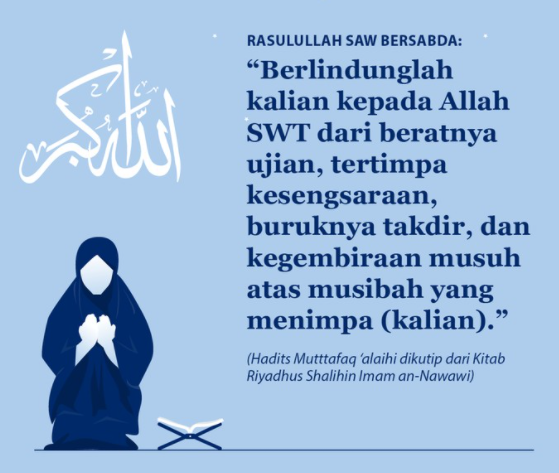 الله أكبر
RASULULLAH SAW BERSABDA:
“Berlindunglah
kalian kepada Allah
SWT dari beratnya
ujian, tertimpa
kesengsaraan,
buruknya takdir, dan
kegembiraan musuh
atas musibah yang
menimpa (kalian).”
(Hadits Mutttafaq ‘alaihi dikutip dari Kitab
Riyadhus Shalihin Imam an-Nawawi)